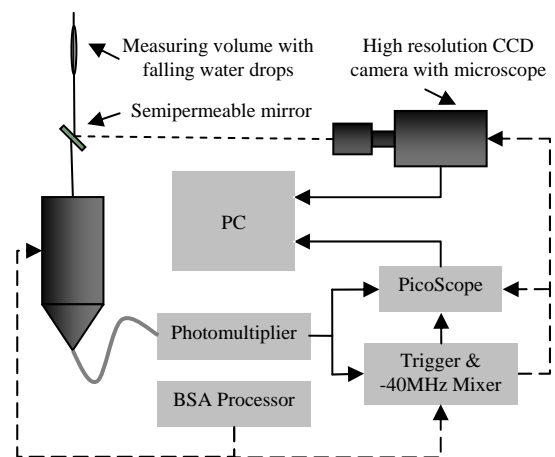 Measuring volume with
falling water drops
High resolution CCD
camera with microscope
Semipermeable mirror
PC
PicoScope
Photomultiplier
Trigger &
-40MHz Mixer
BSA Processor